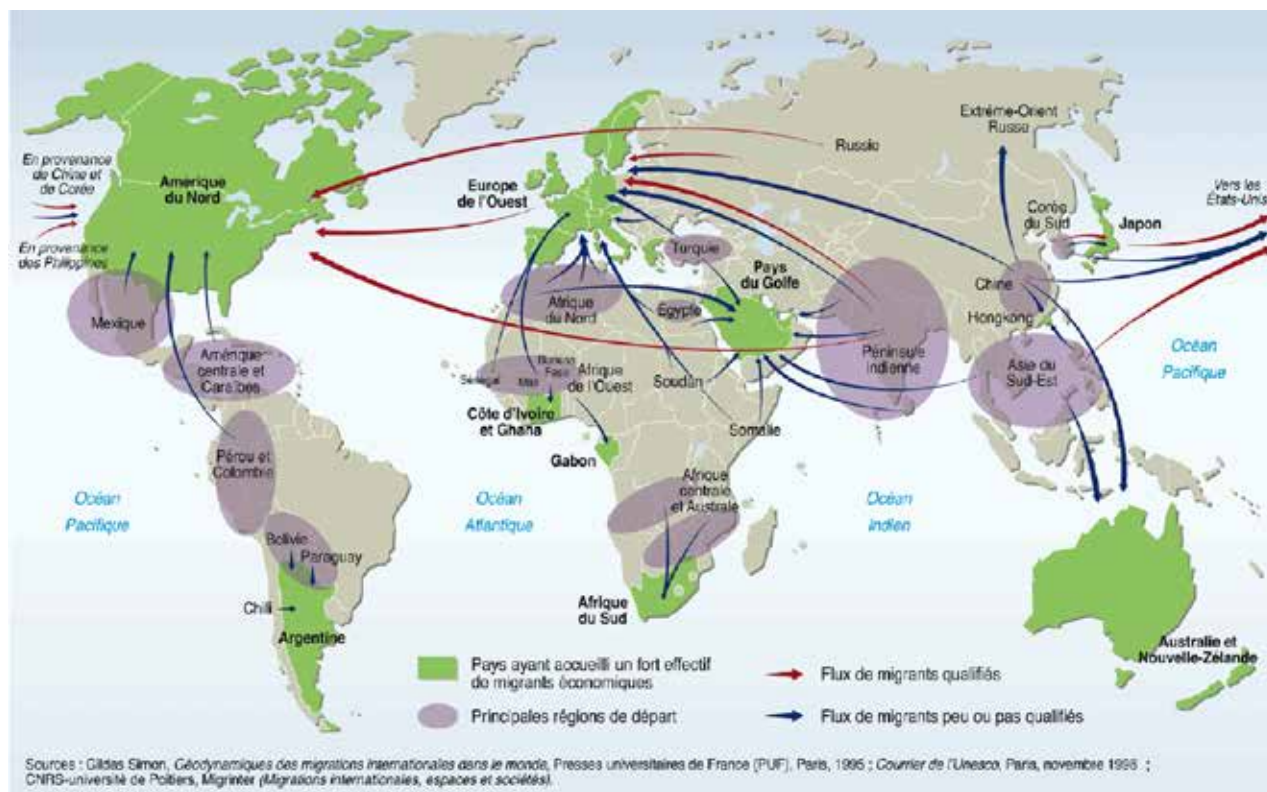 Extrême-Orient
Russe
Russie
En provenance
de Chine et
de Corée
Amérique
du Nord
Europe
de l'Ouest
Corée
du Sud
Japon
Vers les
États-Unis
En provenance
des Philippines
Turquie
Pays
du Golfe
Chine
Mexique
Afrique
du Nord
Egypte
Hongkong
Océan
Pacifique
Amérique
centrale et
Caraïbes
Sénégal
Mali
Burkina
Faso
Afrique
de l'Ouest
Soudan
Péninsule
indienne
Asie du
Sud-Est
Côte d'Ivoire
et Ghana
Somalie
Gabon
Pérou et
Colombie
Afrique
centrale
et Australe
Océan
Pacifique
Océan
Atlantique
Océan
Indien
Bolivie
Paraguay
Chili
Argentine
Afrique
du Sud
Australie et
Nouvelle-Zélande
Pays ayant accueilli un fort effectif
de migrants économiques
Principales régions de départ
Flux de migrants qualifiés
Flux de migrants peu ou pas qualifiés
Sources : Gildas Simon, Géodynamiques des migrations internationales dans le monde, Presses universitaires de France (PUF), Paris, 1995 ; Courrier de l'Unesco, Paris, novembre 1998 ;
CNRS-université de Poitiers, Migrinter (Migrations internationales, espaces et sociétés).